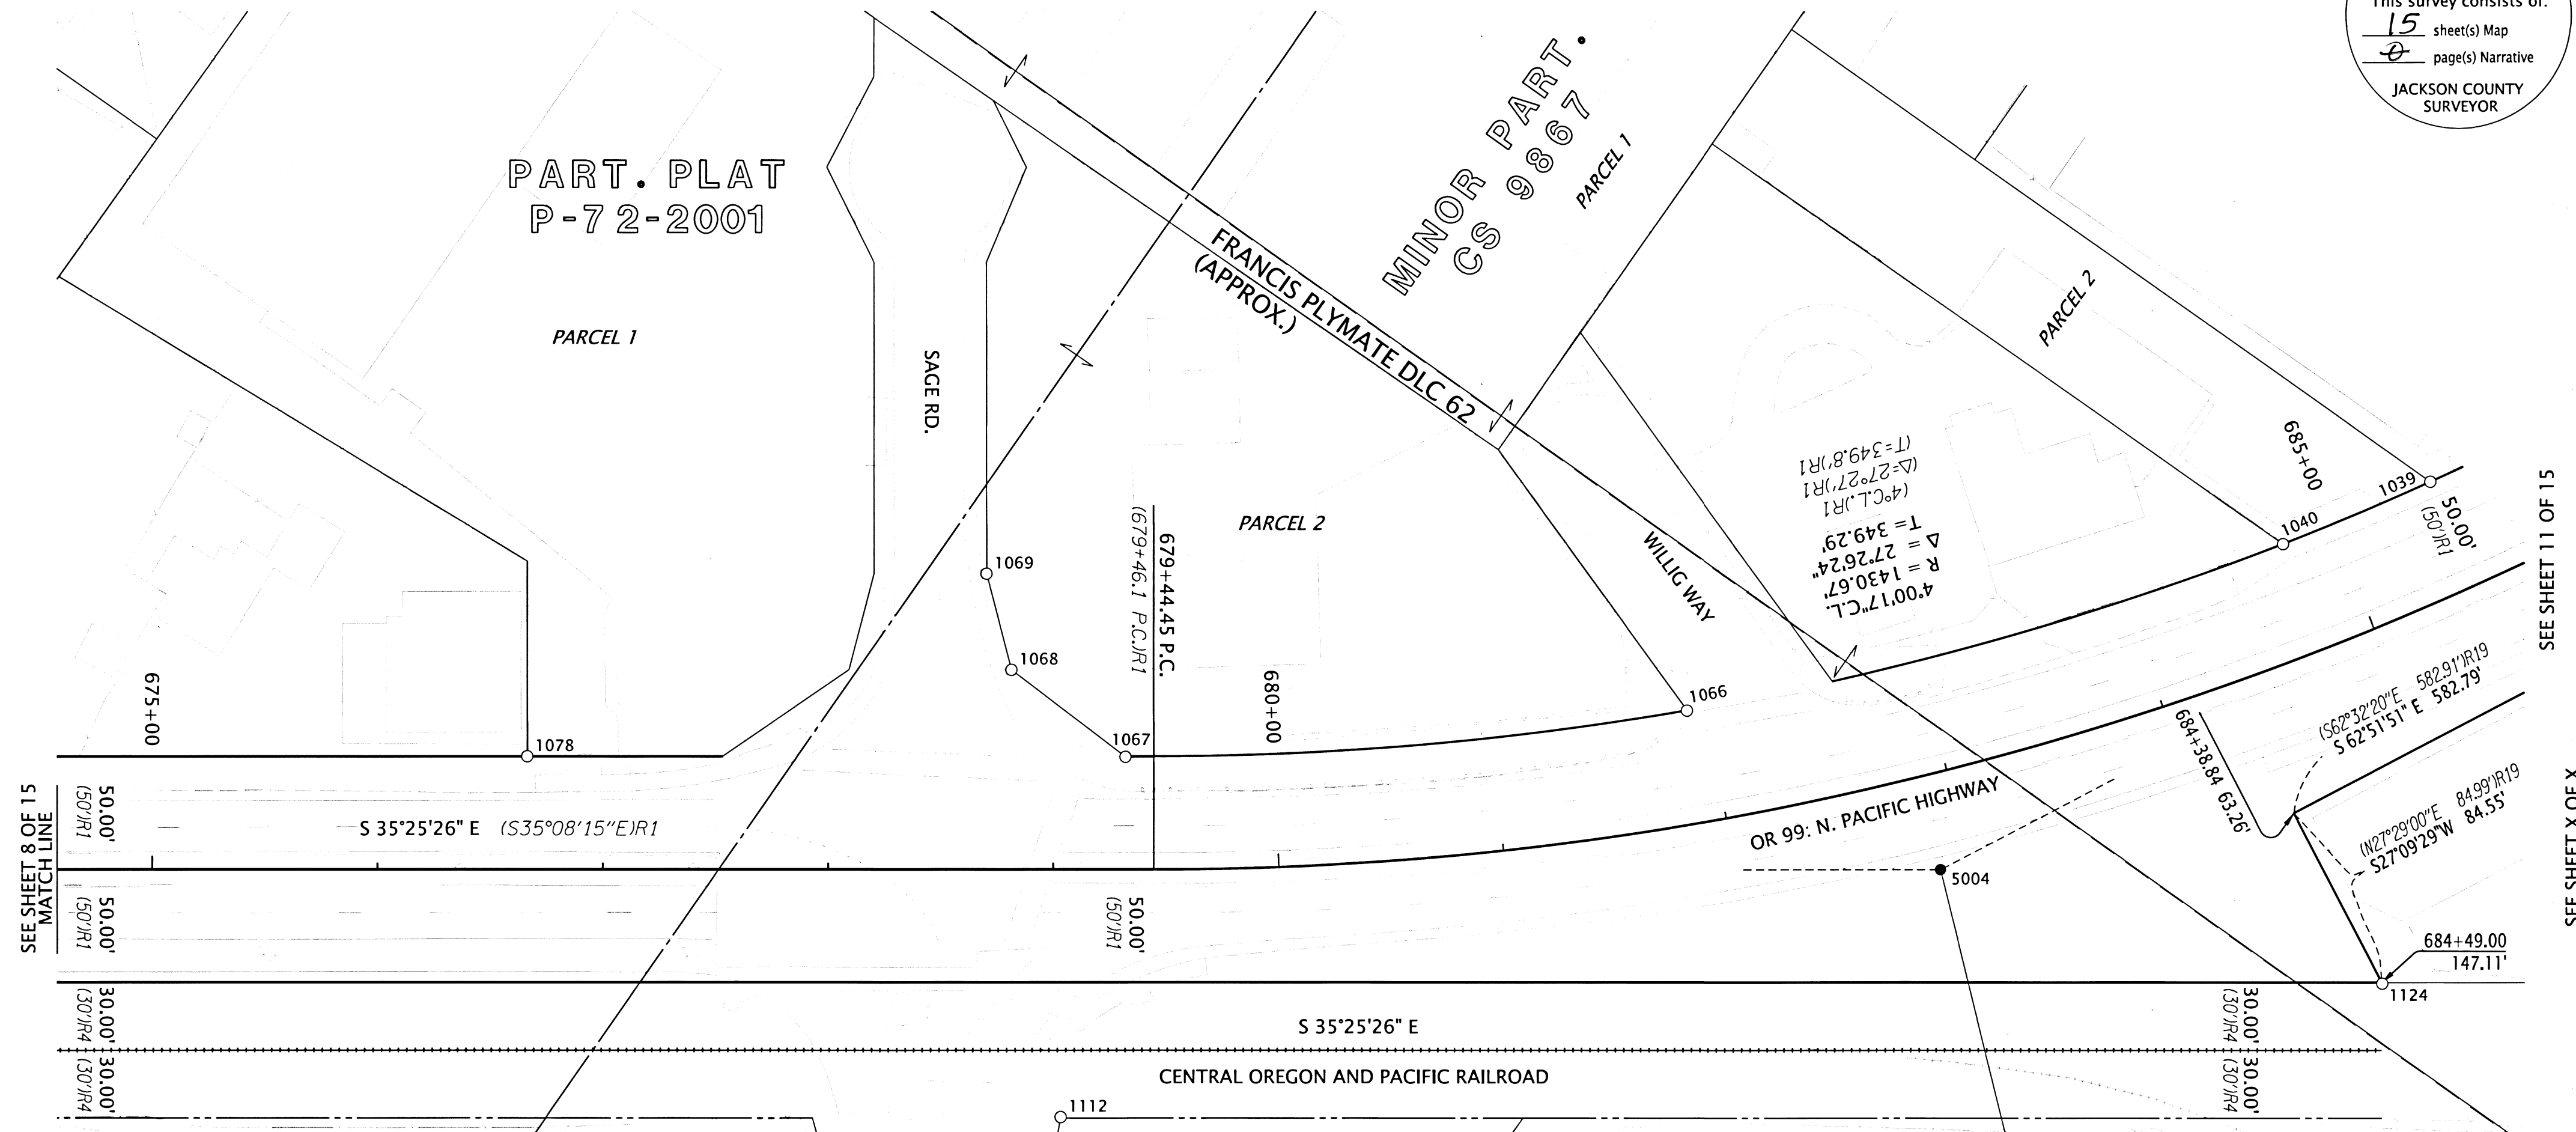 This survey consists of:
15 sheet(s) Map
0 page(s) Narrative
JACKSON COUNTY
SURVEYOR
PART. PLAT
P-72-2001
PARCEL 1
SAGE RD.
MINOR PART.
CS 9867
PARCEL 1
FRANCIS PLYMATE DLC 62
(APPROX.)
PARCEL 2
PARCEL 2
WILLIG WAY
4°00'17"C.L.
R = 1430.67'
Δ = 27°26'24"
T= 349.29'
(4°C.L.)R1
(Δ=27°27')R1
(T=349.8')R1
685+00
1039
1040
50.00'
(50')R1
SEE SHEET 11 OF 15
1069
1068
1067
1066
1078
675+00
679+44.45 P.C.
(679+46.1 P.C.)R1
680+00
SEE SHEET 8 OF 15
MATCH LINE
50.00'
(50')R1
50.00'
(50')R1
S 35°25'26" E (S35°08'15"E)R1
50.00'
(50')R1
OR 99: N. PACIFIC HIGHWAY
5004
684+38.84 63.26'
(S62°32'20"E 582.91')R19
S 62°51'51" E 582.79'
(N27°29'00"E 84.99')R19
S27°09'29"W 84.55'
684+49.00
147.11'
1124
SEE SHEET X OF X
30.00'
(30')R4
30.00'
(30')R4
S 35°25'26" E
30.00'
(30')R4
30.00'
(30')R4
CENTRAL OREGON AND PACIFIC RAILROAD
1112